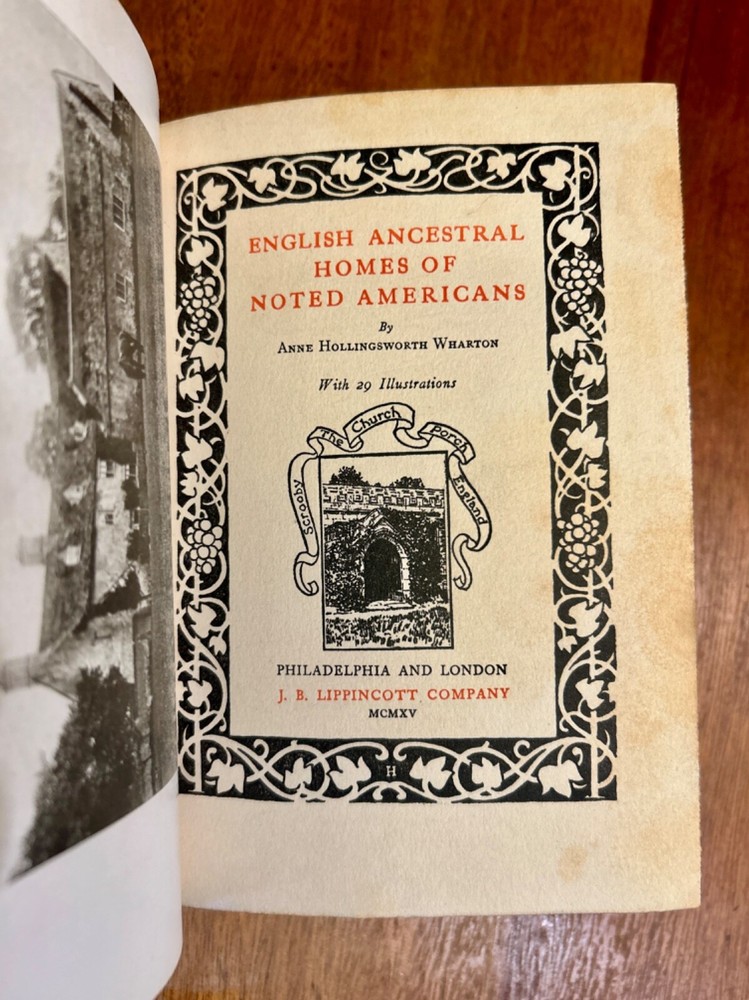 ENGLISH ANCESTRAL
HOMES OF
NOTED AMERICANS
By
ANNE HOLLINGSWORTH WHARTON
With 29 Illustrations
Scrooby The Church Porch England
PHILADELPHIA AND LONDON
J. B. LIPPINCOTT COMPANY
MCMXV
H